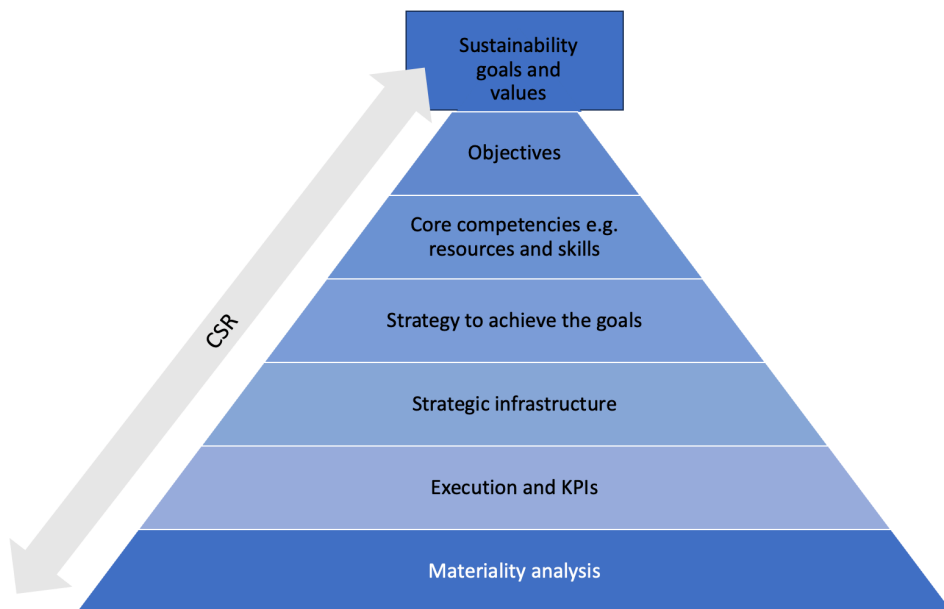 Sustainability
goals and
values
Objectives
Core competencies e.g.
resources and skills
Strategy to achieve the goals
CSR
Strategic infrastructure
Execution and KPIs
Materiality analysis